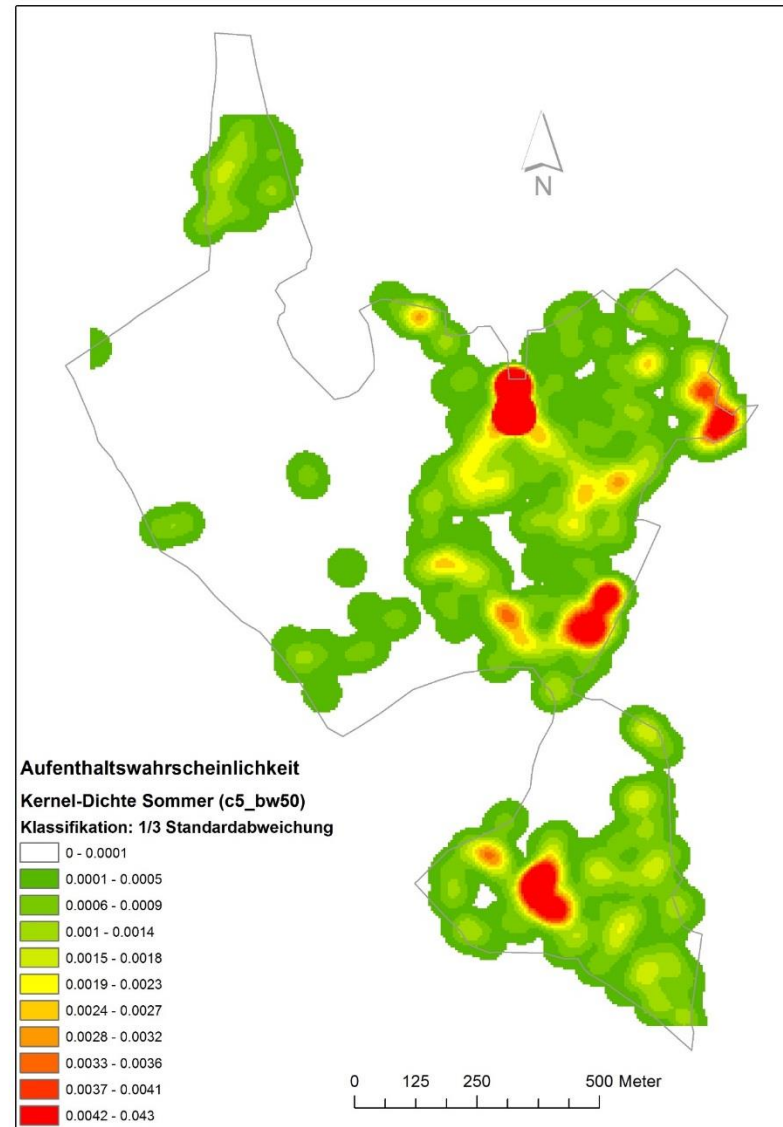 N
Aufenthaltswahrscheinlichkeit
Kernel-Dichte Sommer (c5_bw50)
Klassifikation: 1/3 Standardabweichung
0 - 0.0001
0.0001 - 0.0005
0.0006 - 0.0009
0.001 - 0.0014
0.0015 - 0.0018
0.0019 - 0.0023
0.0024 - 0.0027
0.0028 - 0.0032
0.0033 - 0.0036
0.0037 - 0.0041
0.0042 - 0.043
0 125 250 500 Meter